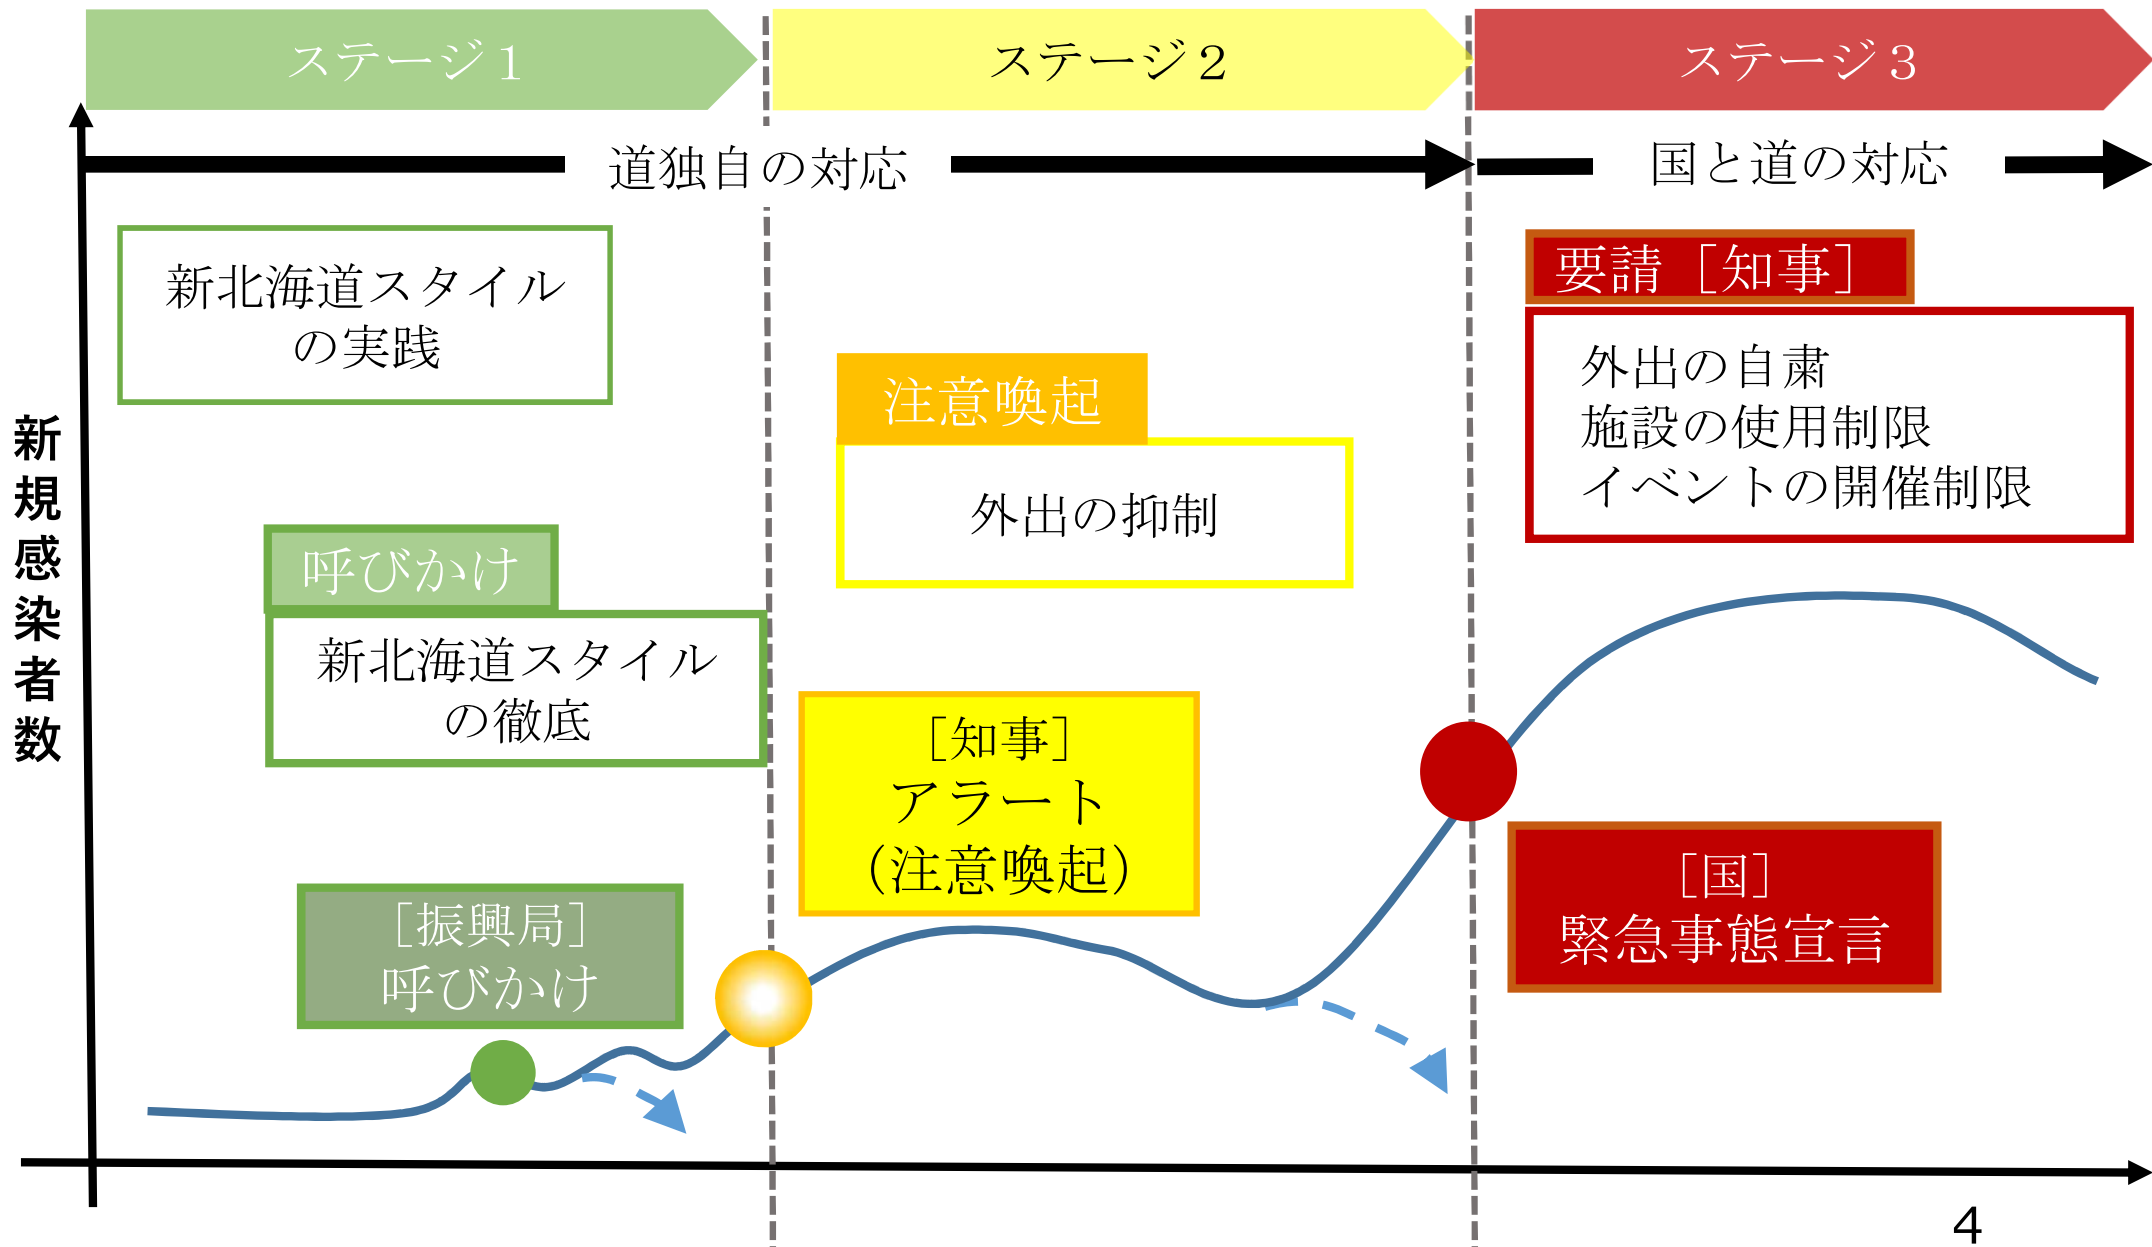 ステージ１
ステージ２
ステージ３
道独自の対応
国と道の対応
新規感染者数
新北海道スタイル
の実践
呼びかけ
新北海道スタイル
の徹底
［振興局］
呼びかけ
注意喚起
外出の抑制
［知事］
アラート
（注意喚起）
要請［知事］
外出の自粛
施設の使用制限
イベントの開催制限
［国］
緊急事態宣言
4